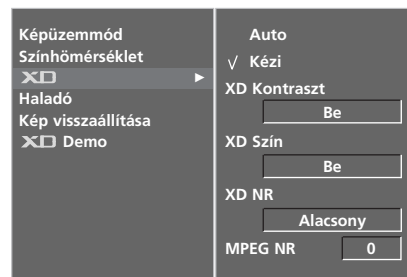 Képüzemmód
Színhőmérséklet
XD
Haladó
Kép visszaállítása
XD Demo
Auto
√ Kézi
XD Kontraszt
Be
XD Szín
Be
XD NR
Alacsony
MPEG NR 0